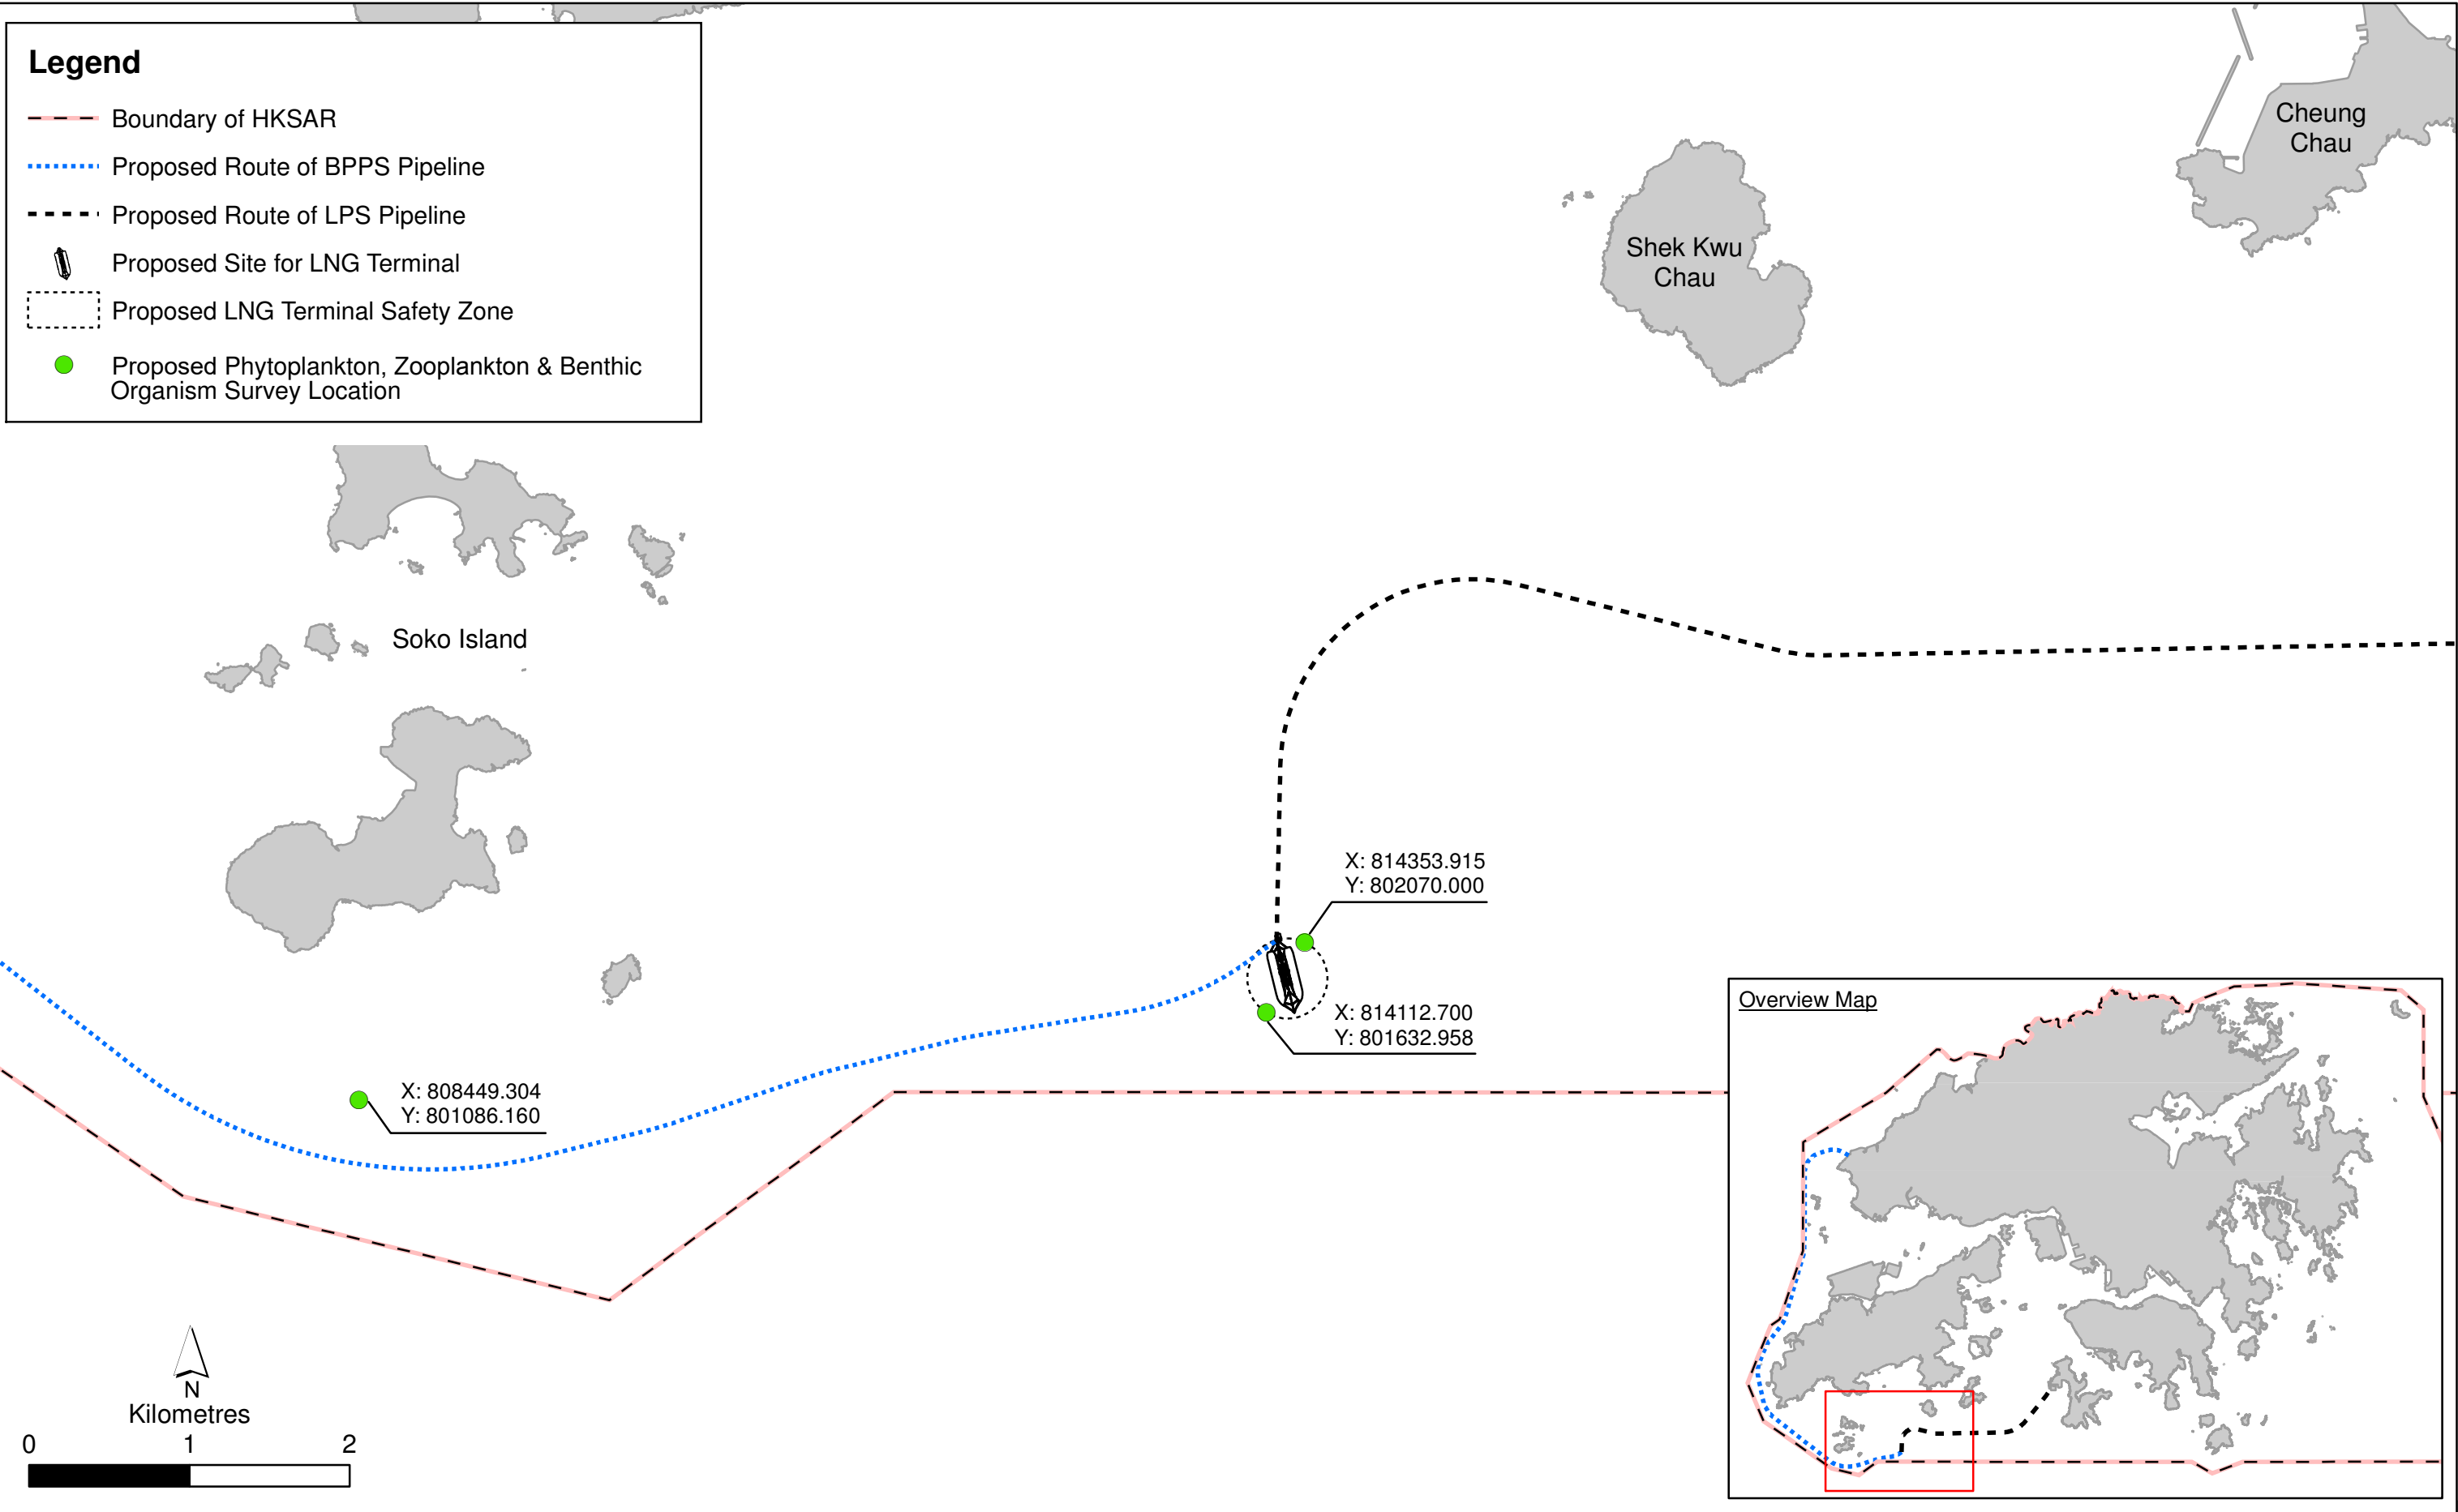 Legend
Boundary of HKSAR
Proposed Route of BPPS Pipeline
Proposed Route of LPS Pipeline
Proposed Site for LNG Terminal
Proposed LNG Terminal Safety Zone
Proposed Phytoplankton, Zooplankton & Benthic
Organism Survey Location
Cheung
Chau
Shek Kwu
Chau
Soko Island
X: 814353.915
Y: 802070.000
X: 814112.700
Y: 801632.958
X: 808449.304
Y: 801086.160
Overview Map
N
Kilometres
0 1 2